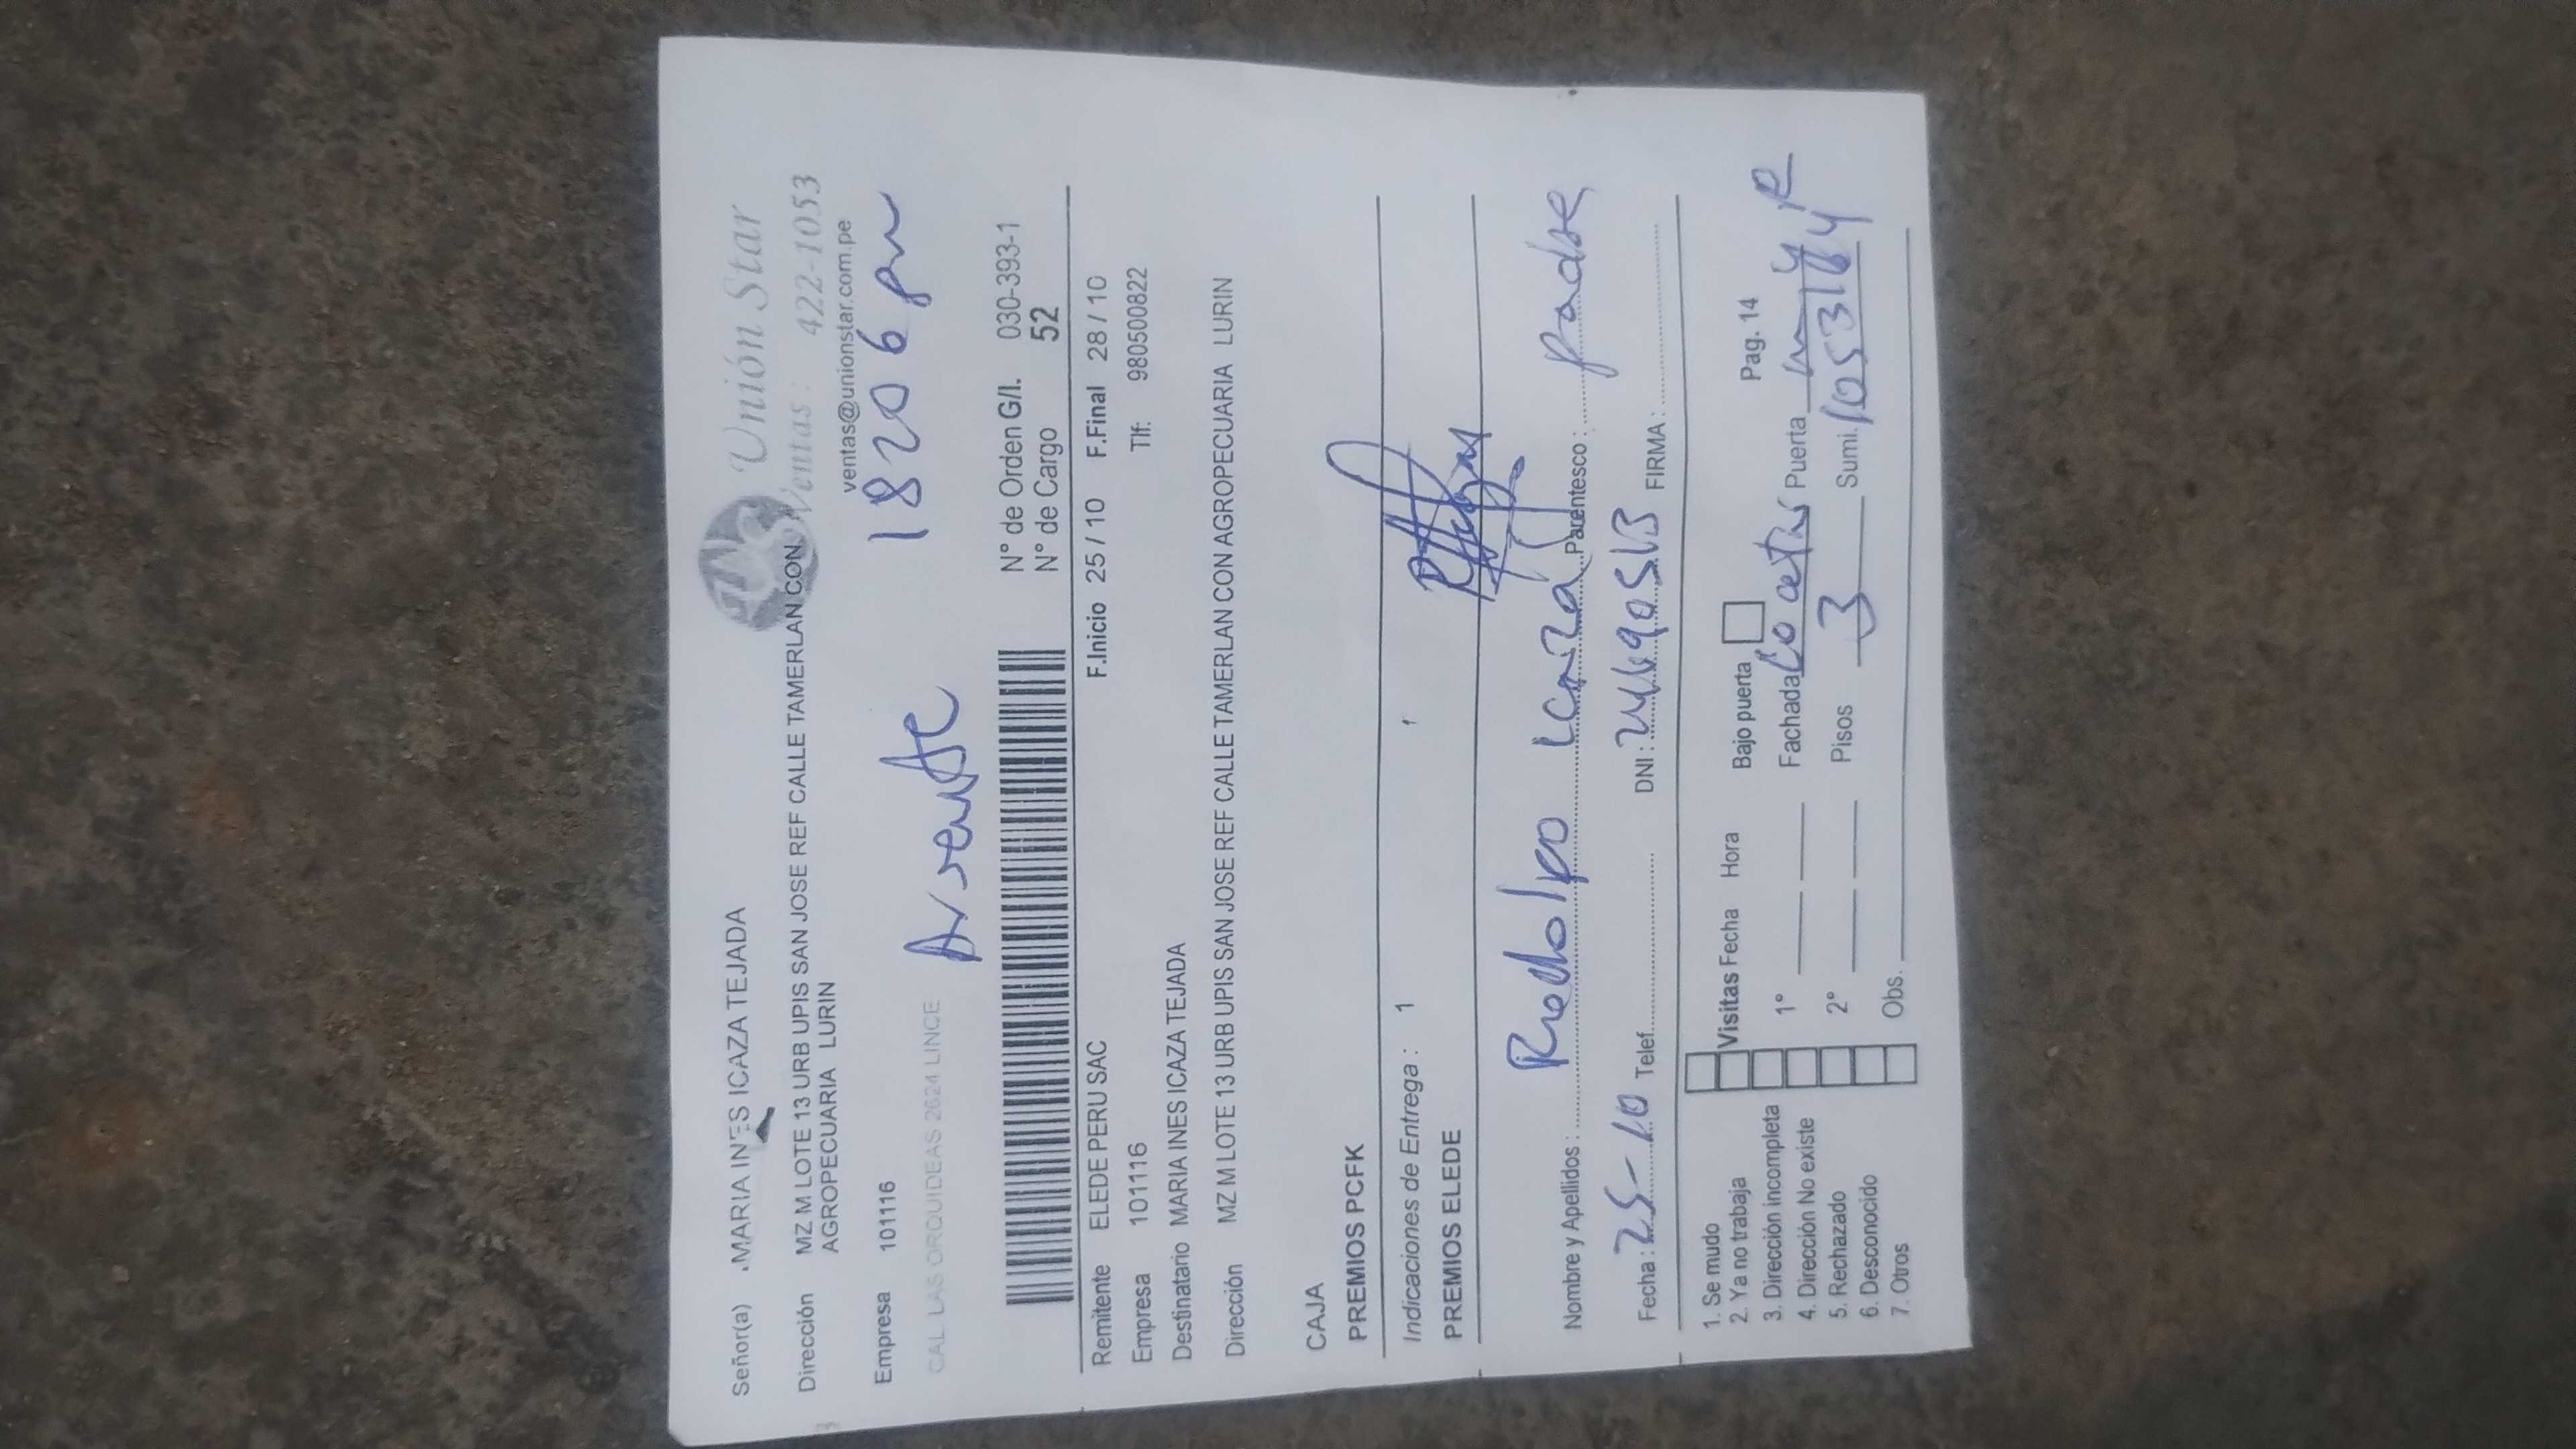 Señor(a) .MARIA INES ICAZA TEJADA
Unión Star
Ventas : 422-1053
Dirección MZ M LOTE 13 URB UPIS SAN JOSE REF CALLE TAMERLAN CON
AGROPECUARIA LURIN
ventas@unionstar.com.pe
Empresa 101116
18206 pm
CAL LAS ORQUIDEAS 2624 LINCE
Ausente
N° de Orden G/I. 030-393-1
N° de Cargo 52
Remitente ELEDE PERU SAC F.Inicio 25 / 10 F.Final 28 / 10
Empresa 101116 Tlf: 980500822
Destinatario MARIA INES ICAZA TEJADA
Dirección MZ M LOTE 13 URB UPIS SAN JOSE REF CALLE TAMERLAN CON AGROPECUARIA LURIN
CAJA
PREMIOS PCFK
Indicaciones de Entrega : 1
PREMIOS ELEDE
Nombre y Apellidos : Rodolfo Icaza Parentesco : Padre
Fecha : 25-10 Telef. DNI : FIRMA :
1. Se mudo
2. Ya no trabaja
3. Dirección incompleta
4. Dirección No existe
5. Rechazado
6. Desconocido
7. Otros
Visitas Fecha Hora Bajo puerta Pag. 14
1° Fachada Puerta
2° Pisos 3 Sumi.
Obs.